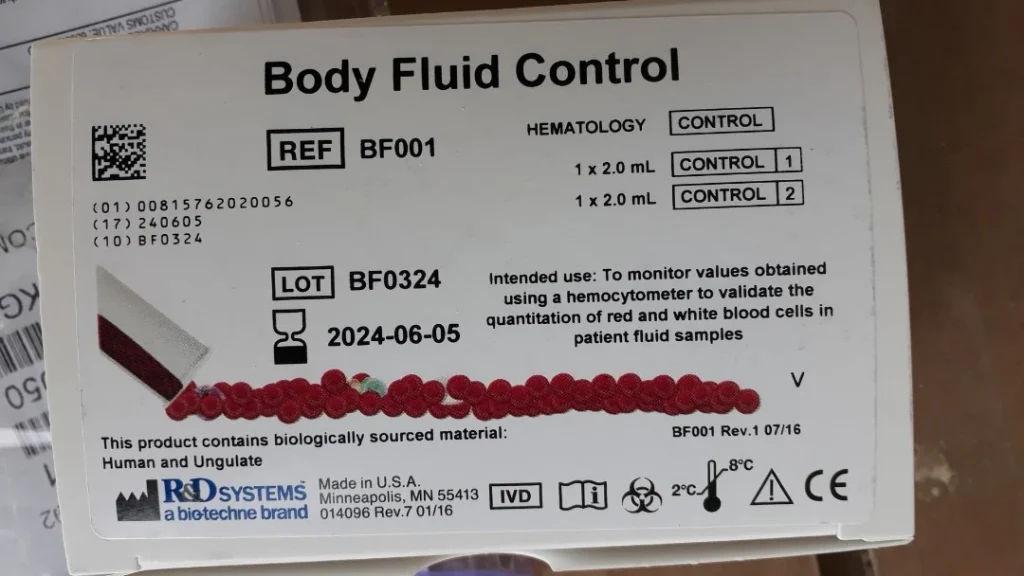 CUSTOMS VALUE
Body Fluid Control
REF BF001
HEMATOLOGY CONTROL
1 x 2.0 mL CONTROL 1
1 x 2.0 mL CONTROL 2
(01) 00815762020056
(17) 240605
(10) BF0324
LOT BF0324
2024-06-05
Intended use: To monitor values obtained
using a hemocytometer to validate the
quantitation of red and white blood cells in
patient fluid samples
V
BF001 Rev.1 07/16
This product contains biologically sourced material:
Human and Ungulate
R&D SYSTEMS
a biotechne brand
Made in U.S.A.
Minneapolis, MN 55413
014096 Rev.7 01/16
IVD
i
2°C
8°C
CE